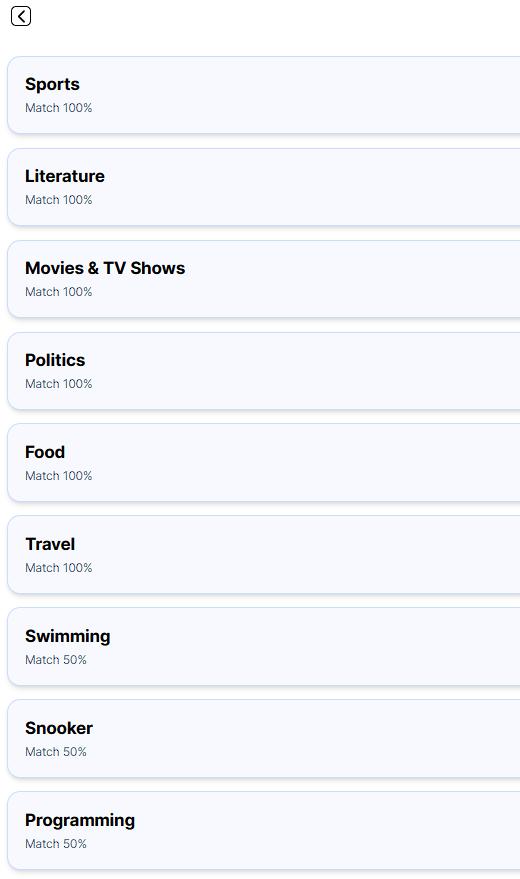 Sports
Match 100%
Literature
Match 100%
Movies & TV Shows
Match 100%
Politics
Match 100%
Food
Match 100%
Travel
Match 100%
Swimming
Match 50%
Snooker
Match 50%
Programming
Match 50%